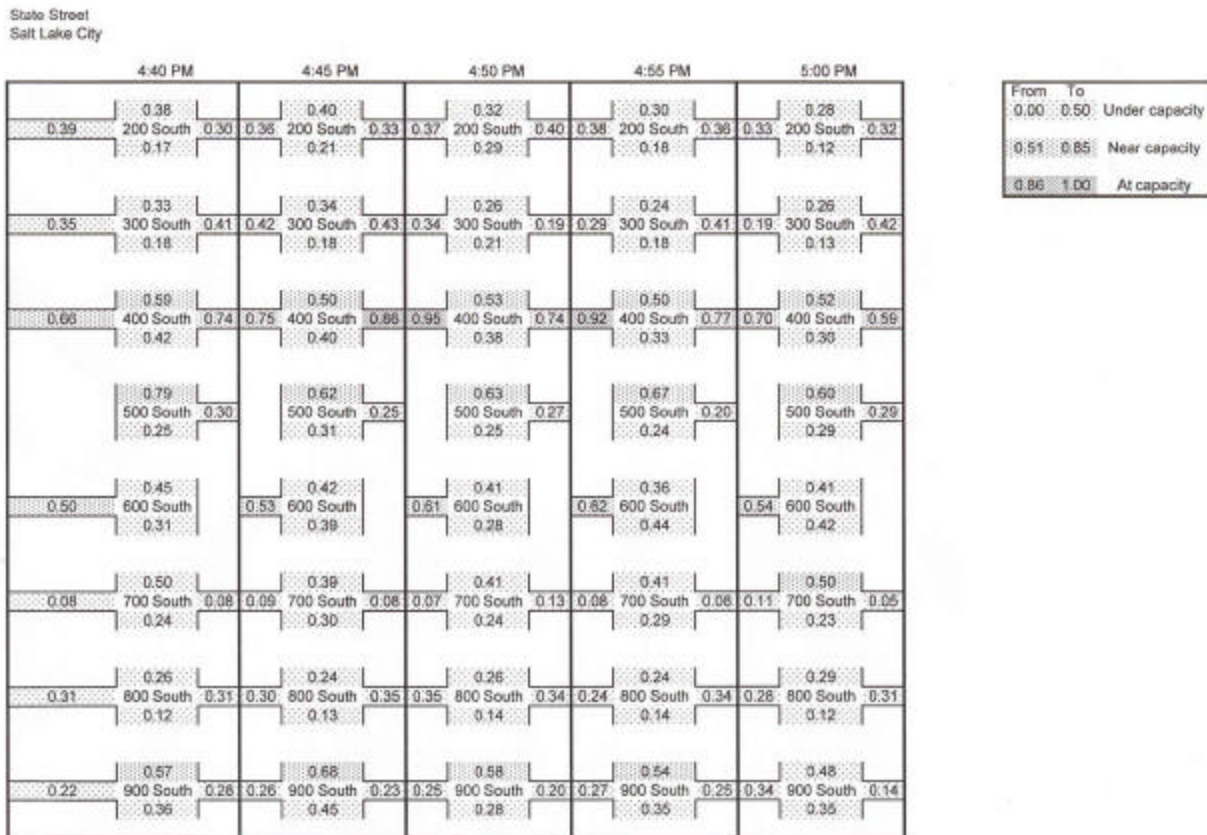 State Street
Salt Lake City
4:40 PM 4:45 PM 4:50 PM 4:55 PM 5:00 PM
From To
0.00 0.50 Under capacity
0.51 0.85 Near capacity
0.86 1.00 At capacity
0.38 0.40 0.32 0.30 0.28
0.39 200 South 0.30 0.36 200 South 0.33 0.37 200 South 0.40 0.38 200 South 0.36 0.33 200 South 0.32
0.17 0.21 0.29 0.18 0.12
0.33 0.34 0.26 0.24 0.26
0.35 300 South 0.41 0.42 300 South 0.43 0.34 300 South 0.19 0.29 300 South 0.41 0.19 300 South 0.42
0.18 0.18 0.21 0.18 0.13
0.59 0.50 0.53 0.50 0.52
0.66 400 South 0.74 0.75 400 South 0.86 0.95 400 South 0.74 0.92 400 South 0.77 0.70 400 South 0.59
0.42 0.40 0.38 0.33 0.30
0.79 0.62 0.63 0.67 0.60
500 South 0.30 500 South 0.25 500 South 0.27 500 South 0.20 500 South 0.29
0.25 0.31 0.25 0.24 0.29
0.45 0.42 0.41 0.36 0.41
0.50 600 South 0.53 600 South 0.61 600 South 0.62 600 South 0.54 600 South
0.31 0.39 0.28 0.44 0.42
0.50 0.39 0.41 0.41 0.50
0.08 700 South 0.08 0.09 700 South 0.08 0.07 700 South 0.13 0.08 700 South 0.11 700 South 0.05
0.24 0.30 0.24 0.29 0.23
0.26 0.24 0.26 0.24 0.29
0.31 800 South 0.31 0.30 800 South 0.35 0.35 800 South 0.34 0.24 800 South 0.34 800 South 0.31
0.12 0.13 0.14 0.14 0.12
0.57 0.68 0.58 0.54 0.48
0.22 900 South 0.26 900 South 0.23 0.25 900 South 0.20 0.27 900 South 0.25 0.34 900 South 0.14
0.36 0.45 0.28 0.35 0.35